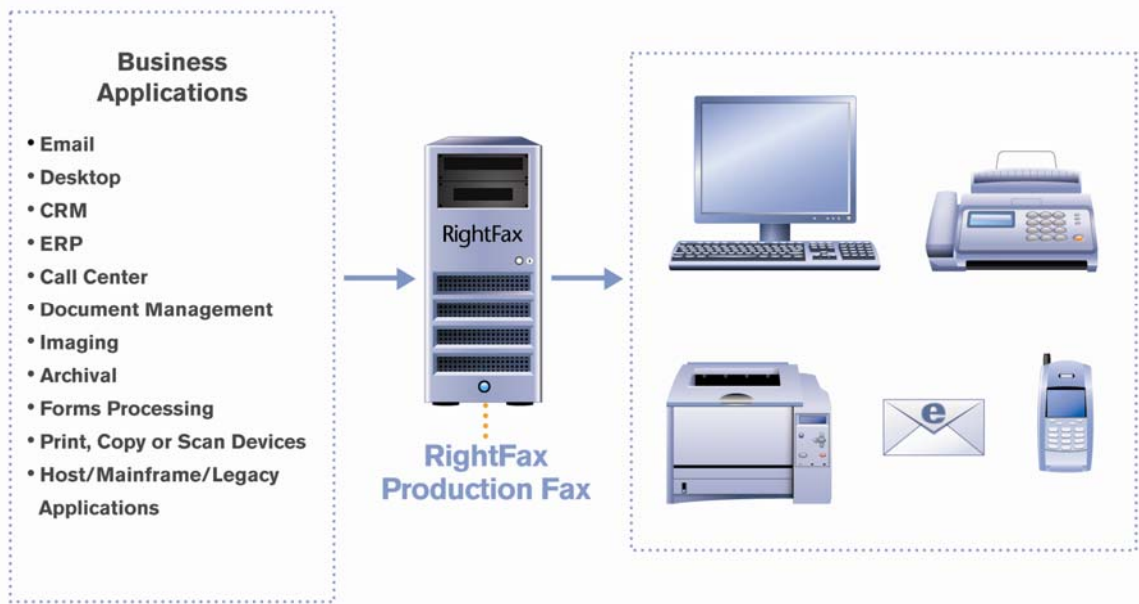 Business
Applications
• Email
• Desktop
• CRM
• ERP
• Call Center
• Document Management
• Imaging
• Archival
• Forms Processing
• Print, Copy or Scan Devices
• Host/Mainframe/Legacy
Applications
RightFax
RightFax
Production Fax
e